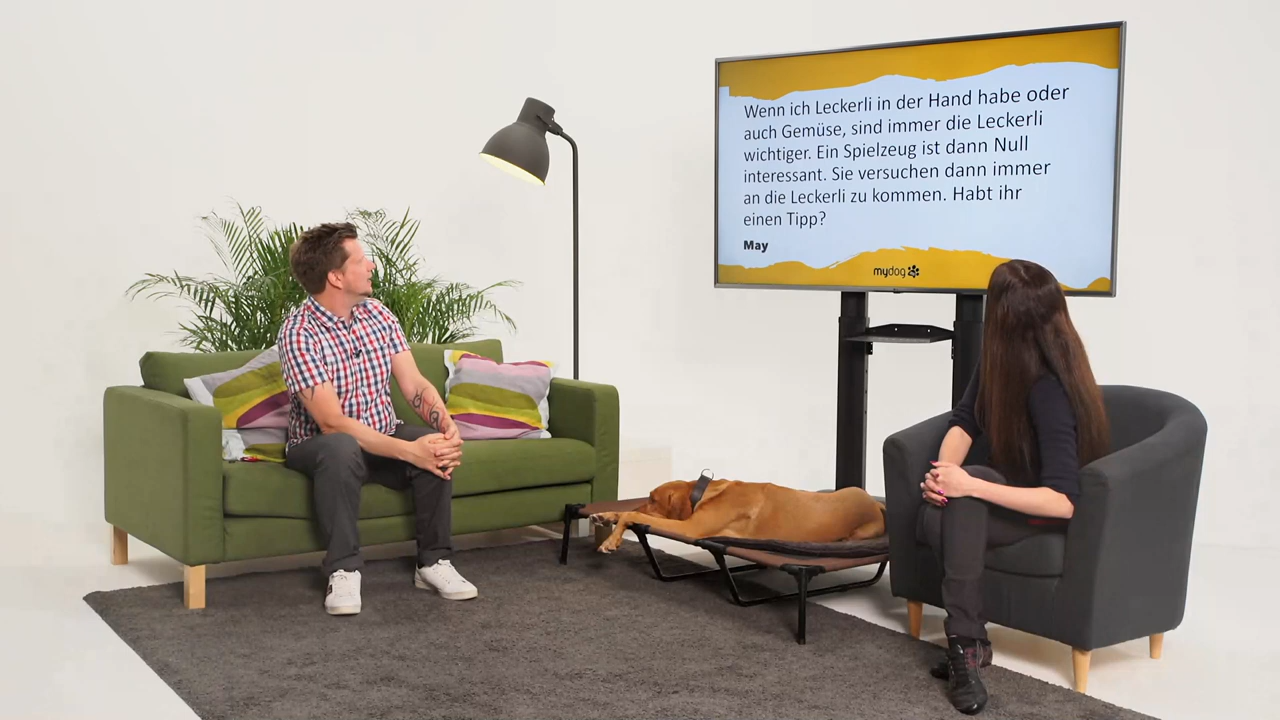 Wenn ich Leckerli in der Hand habe oder
auch Gemüse, sind immer die Leckerli
wichtiger. Ein Spielzeug ist dann Null
interessant. Sie versuchen dann immer
an die Leckerli zu kommen. Habt ihr
einen Tipp?
May
mydog